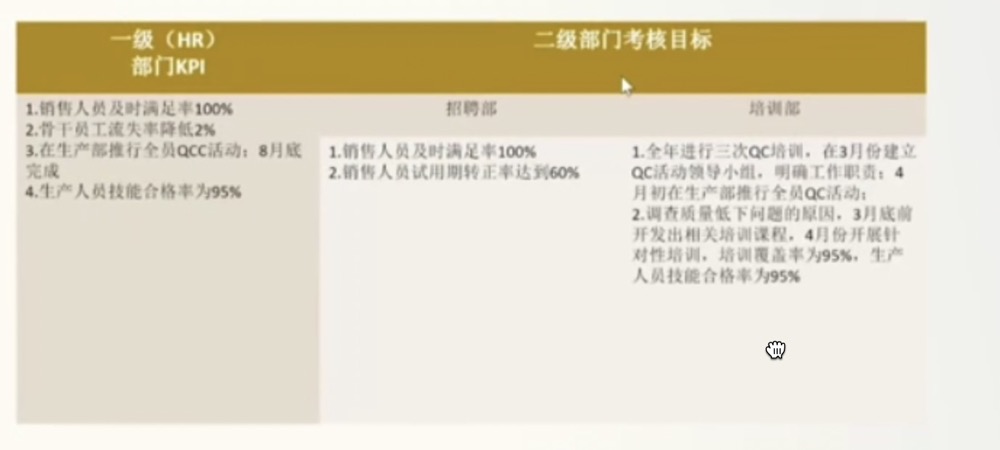 一级（HR）
部门KPI
二级部门考核目标
1.销售人员及时满足率100%
2.骨干员工流失率降低2%
3.在生产部推行全员QCC活动；8月底
完成
4.生产人员技能合格率为95%
招聘部
1.销售人员及时满足率100%
2.销售人员试用期转正率达到60%
培训部
1.全年进行三次QC培训，在3月份建立
QC活动领导小组，明确工作职责；4
月初在生产部推行全员QC活动；
2.调查质量低下问题的原因，3月底前
开发出相关培训课程，4月份开展针
对性培训，培训覆盖率为95%，生产
人员技能合格率为95%